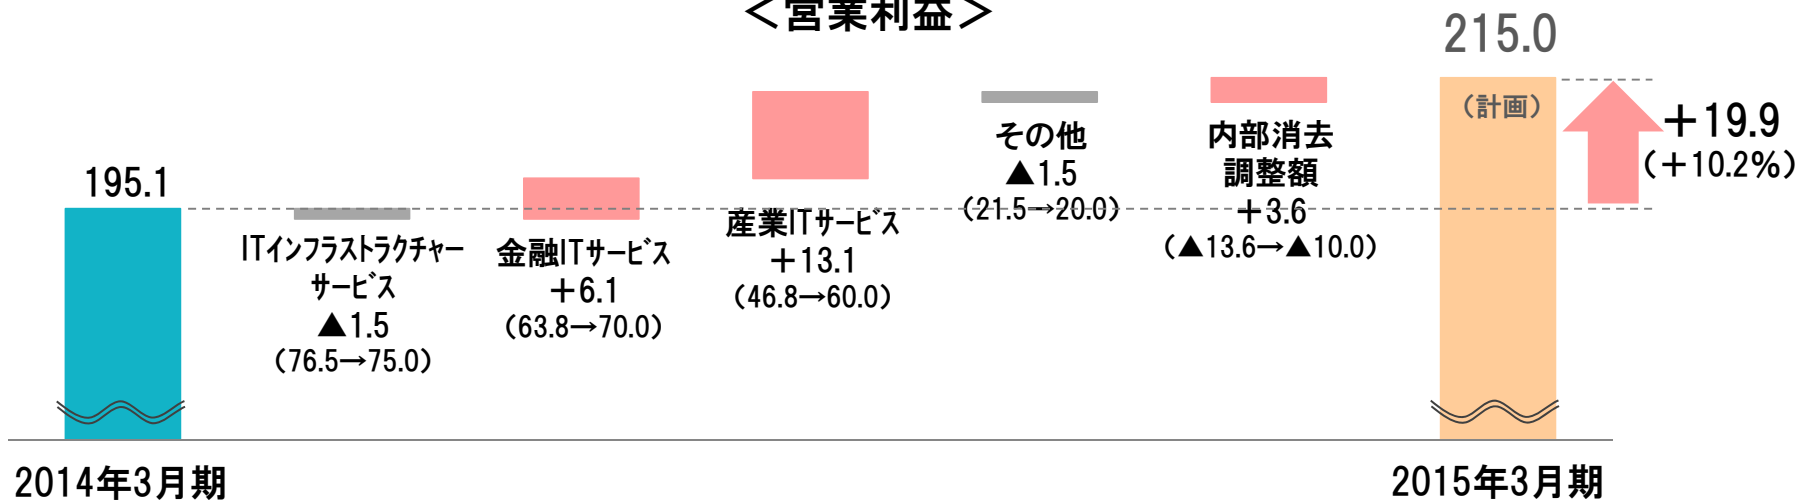 ＜営業利益＞
195.1
ITインフラストラクチャー
サービス
▲1.5
（76.5→75.0）
金融ITサービス
＋6.1
（63.8→70.0）
産業ITサービス
＋13.1
（46.8→60.0）
その他
▲1.5
（21.5→20.0）
内部消去
調整額
＋3.6
（▲13.6→▲10.0）
215.0
（計画）
＋19.9
（＋10.2%）
2014年3月期
2015年3月期